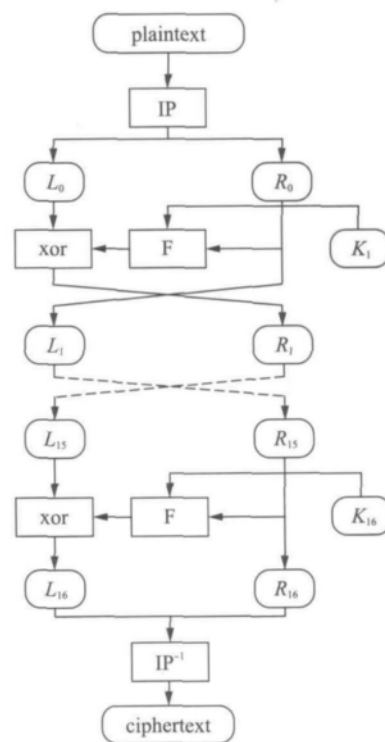 plaintext
IP
L₀ R₀
xor F K₁
L₁ R₁
L₁₅ R₁₅
xor F K₁₆
L₁₆ R₁₆
IP⁻¹
ciphertext